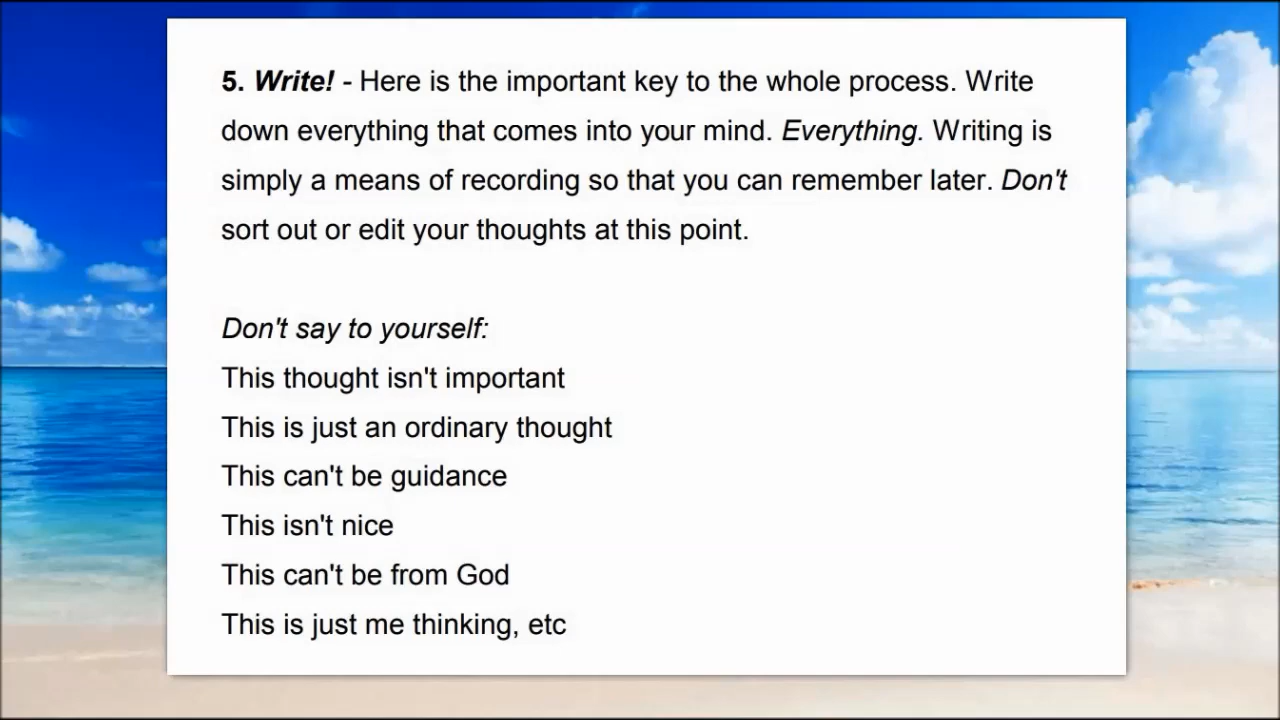 5. Write! - Here is the important key to the whole process. Write
down everything that comes into your mind. Everything. Writing is
simply a means of recording so that you can remember later. Don't
sort out or edit your thoughts at this point.
Don't say to yourself:
This thought isn't important
This is just an ordinary thought
This can't be guidance
This isn't nice
This can't be from God
This is just me thinking, etc